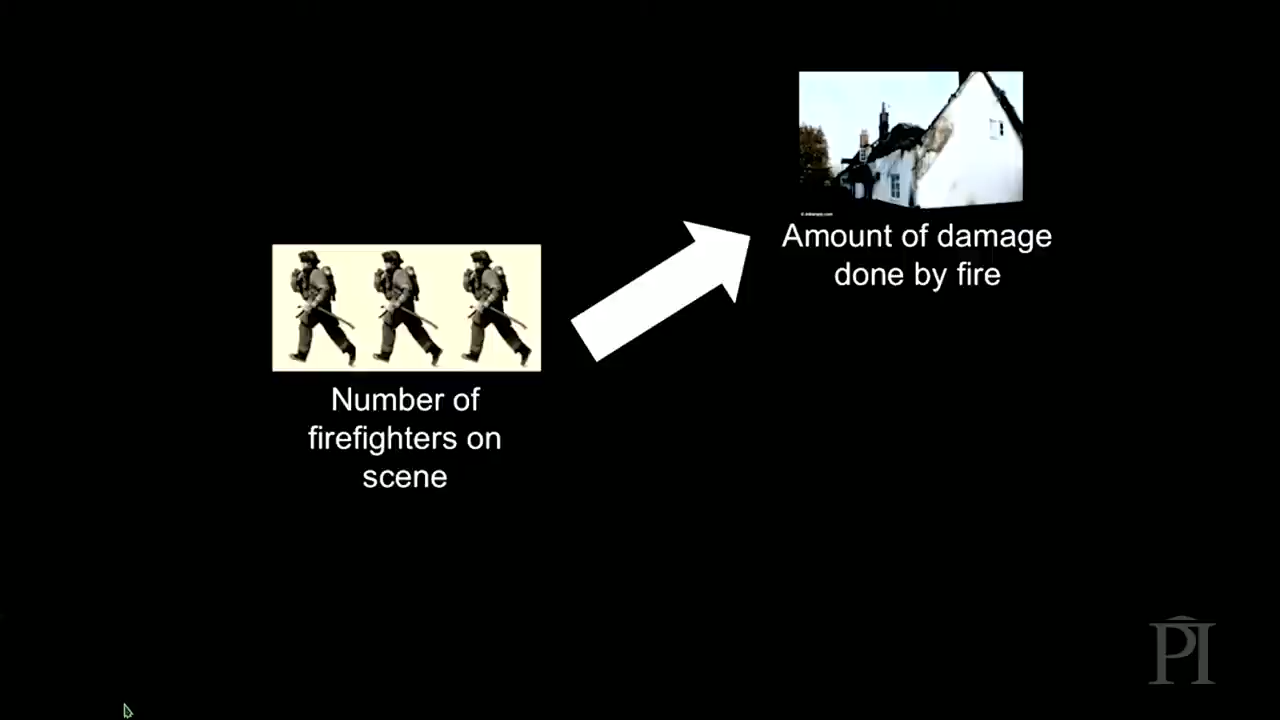 Amount of damage
done by fire
Number of
firefighters on
scene
PI